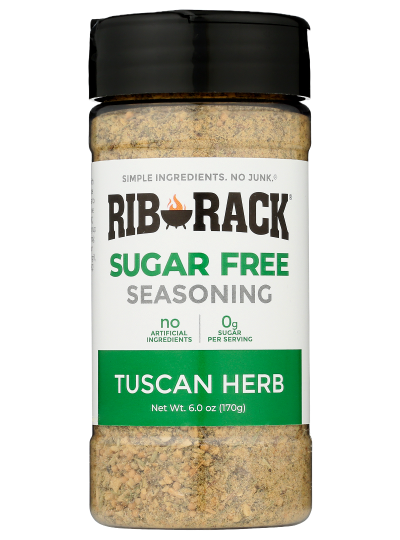 SIMPLE INGREDIENTS. NO JUNK.®
RIB RACK®
SUGAR FREE
SEASONING
no
ARTIFICIAL
INGREDIENTS
0g
SUGAR
PER SERVING
TUSCAN HERB
Net Wt. 6.0 oz (170g)